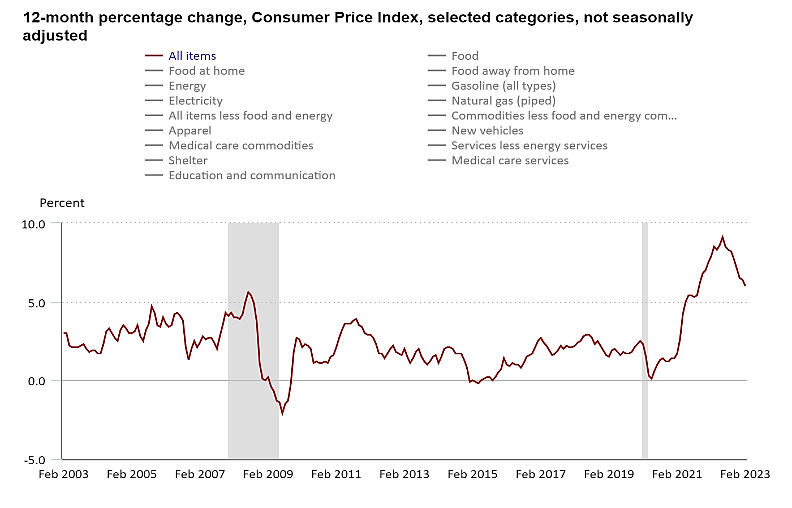 12-month percentage change, Consumer Price Index, selected categories, not seasonally
adjusted
All items
Food
Food at home
Food away from home
Energy
Gasoline (all types)
Electricity
Natural gas (piped)
All items less food and energy
Commodities less food and energy com...
Apparel
New vehicles
Medical care commodities
Services less energy services
Shelter
Medical care services
Education and communication
Percent
10.0
5.0
0.0
-5.0
Feb 2003 Feb 2005 Feb 2007 Feb 2009 Feb 2011 Feb 2013 Feb 2015 Feb 2017 Feb 2019 Feb 2021 Feb 2023